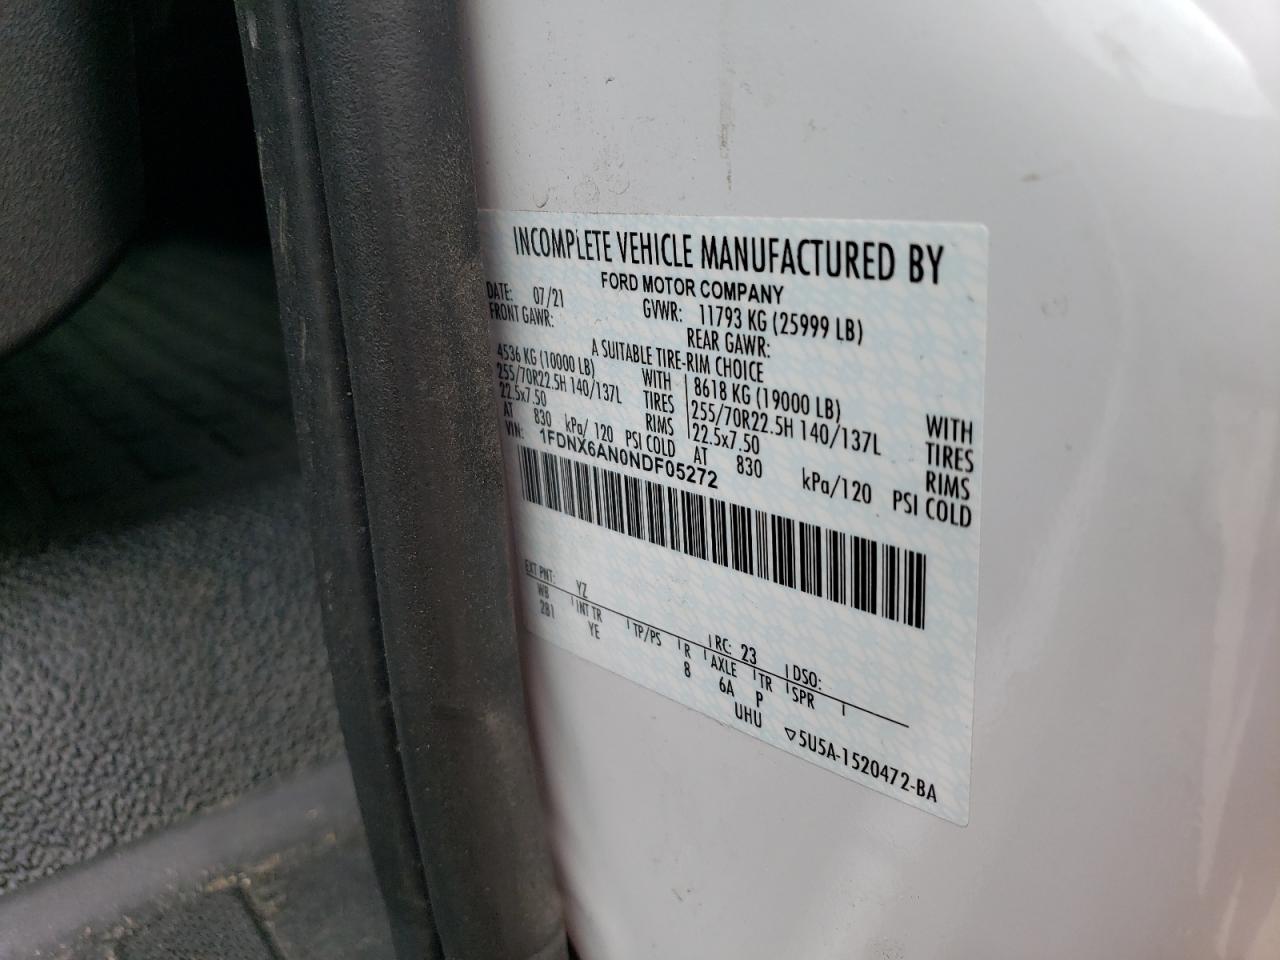 INCOMPLETE VEHICLE MANUFACTURED BY
FORD MOTOR COMPANY
DATE: 07/21 GVWR: 11793 KG (25999 LB)
FRONT GAWR: REAR GAWR:
A SUITABLE TIRE-RIM CHOICE
4536 KG (10000 LB) WITH 8618 KG (19000 LB) WITH
255/70R22.5H 140/137L TIRES 255/70R22.5H 140/137L TIRES
22.5x7.50 RIMS 22.5x7.50 RIMS
AT 830 kPa/ 120 PSI COLD AT 830 kPa/120 PSI COLD
VIN: 1FDNX6AN0NDF05272
EXT PNT: YZ RC: 23 DSO:
WB INT TR TP/PS R AXLE TR SPR
281 YE 8 6A P
UHU
5U5A-1520472-BA